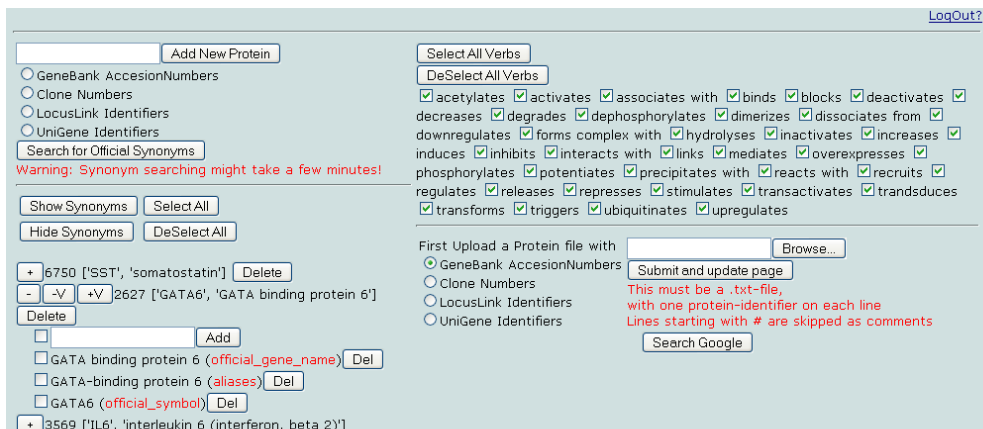 LogOut?
Add New Protein
GeneBank AccesionNumbers
Clone Numbers
LocusLink Identifiers
UniGene Identifiers
Search for Official Synonyms
Warning: Synonym searching might take a few minutes!
Show Synonyms Select All
Hide Synonyms DeSelect All
+ 6750 ['SST', 'somatostatin'] Delete
- -V +V 2627 ['GATA6', 'GATA binding protein 6']
Delete
Add
GATA binding protein 6 (official_gene_name) Del
GATA-binding protein 6 (aliases) Del
GATA6 (official_symbol) Del
+ 3569 ['IL6', 'interleukin 6 (interferon, beta 2)']
Select All Verbs
DeSelect All Verbs
acetylates activates associates with binds blocks deactivates
decreases degrades dephosphorylates dimerizes dissociates from
downregulates forms complex with hydrolyses inactivates increases
induces inhibits interacts with links mediates overexpresses
phosphorylates potentiates precipitates with reacts with recruits
regulates releases represses stimulates transactivates trandsduces
transforms triggers ubiquitinates upregulates
First Upload a Protein file with Browse...
GeneBank AccesionNumbers Submit and update page
Clone Numbers
LocusLink Identifiers
UniGene Identifiers
This must be a .txt-file,
with one protein-identifier on each line
Lines starting with # are skipped as comments
Search Google